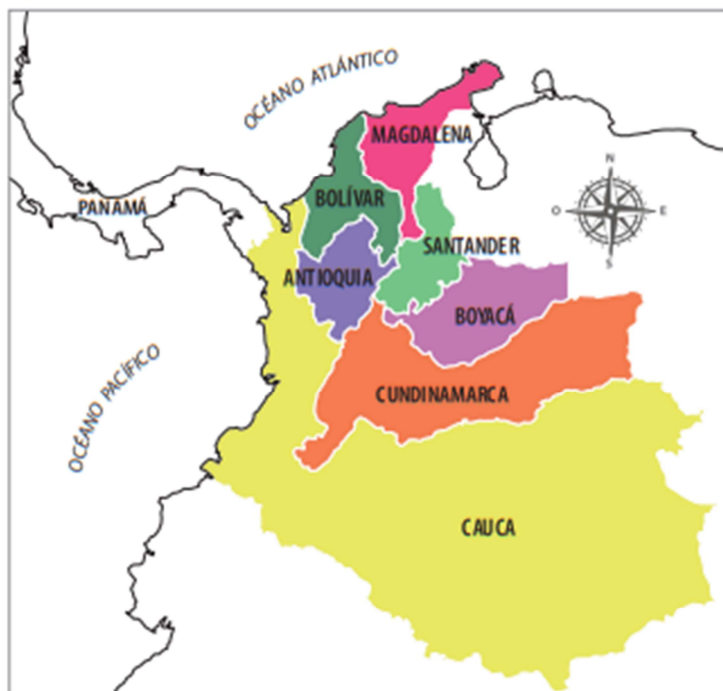 OCÉANO ATLÁNTICO
MAGDALENA
N
BOLÍVAR
PANAMÁ
O
E
SANTANDER
S
ANTIOQUIA
BOYACÁ
OCÉANO PACÍFICO
CUNDINAMARCA
CAUCA